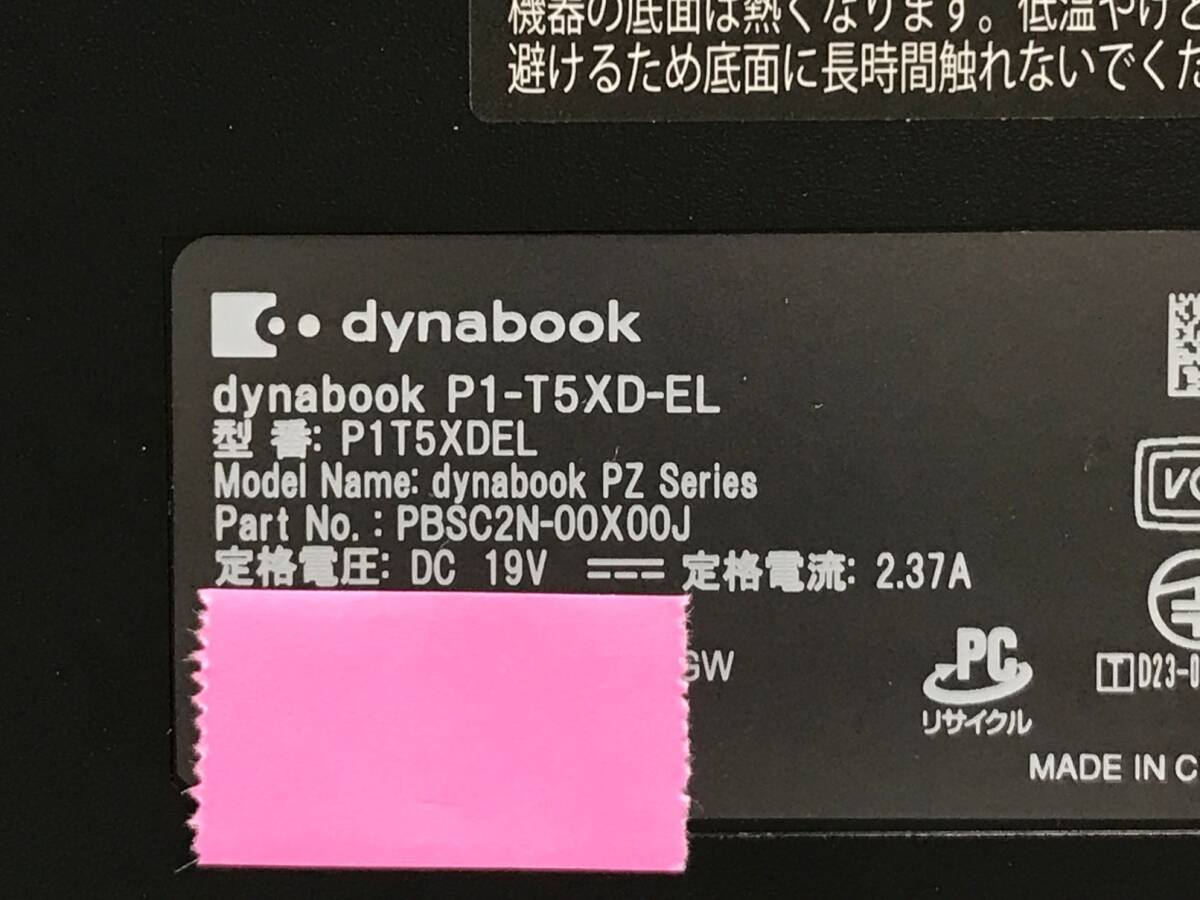 機器の底面は熱くなります。低温やけど
避けるため底面に長時間触れないでくだ
dynabook
dynabook P1-T5XD-EL
型 番: P1T5XDEL
Model Name: dynabook PZ Series
Part No. : PBSC2N-00X00J
定格電圧: DC 19V ⎓ 定格電流: 2.37A
GW
PC
リサイクル
D23-0
MADE IN C